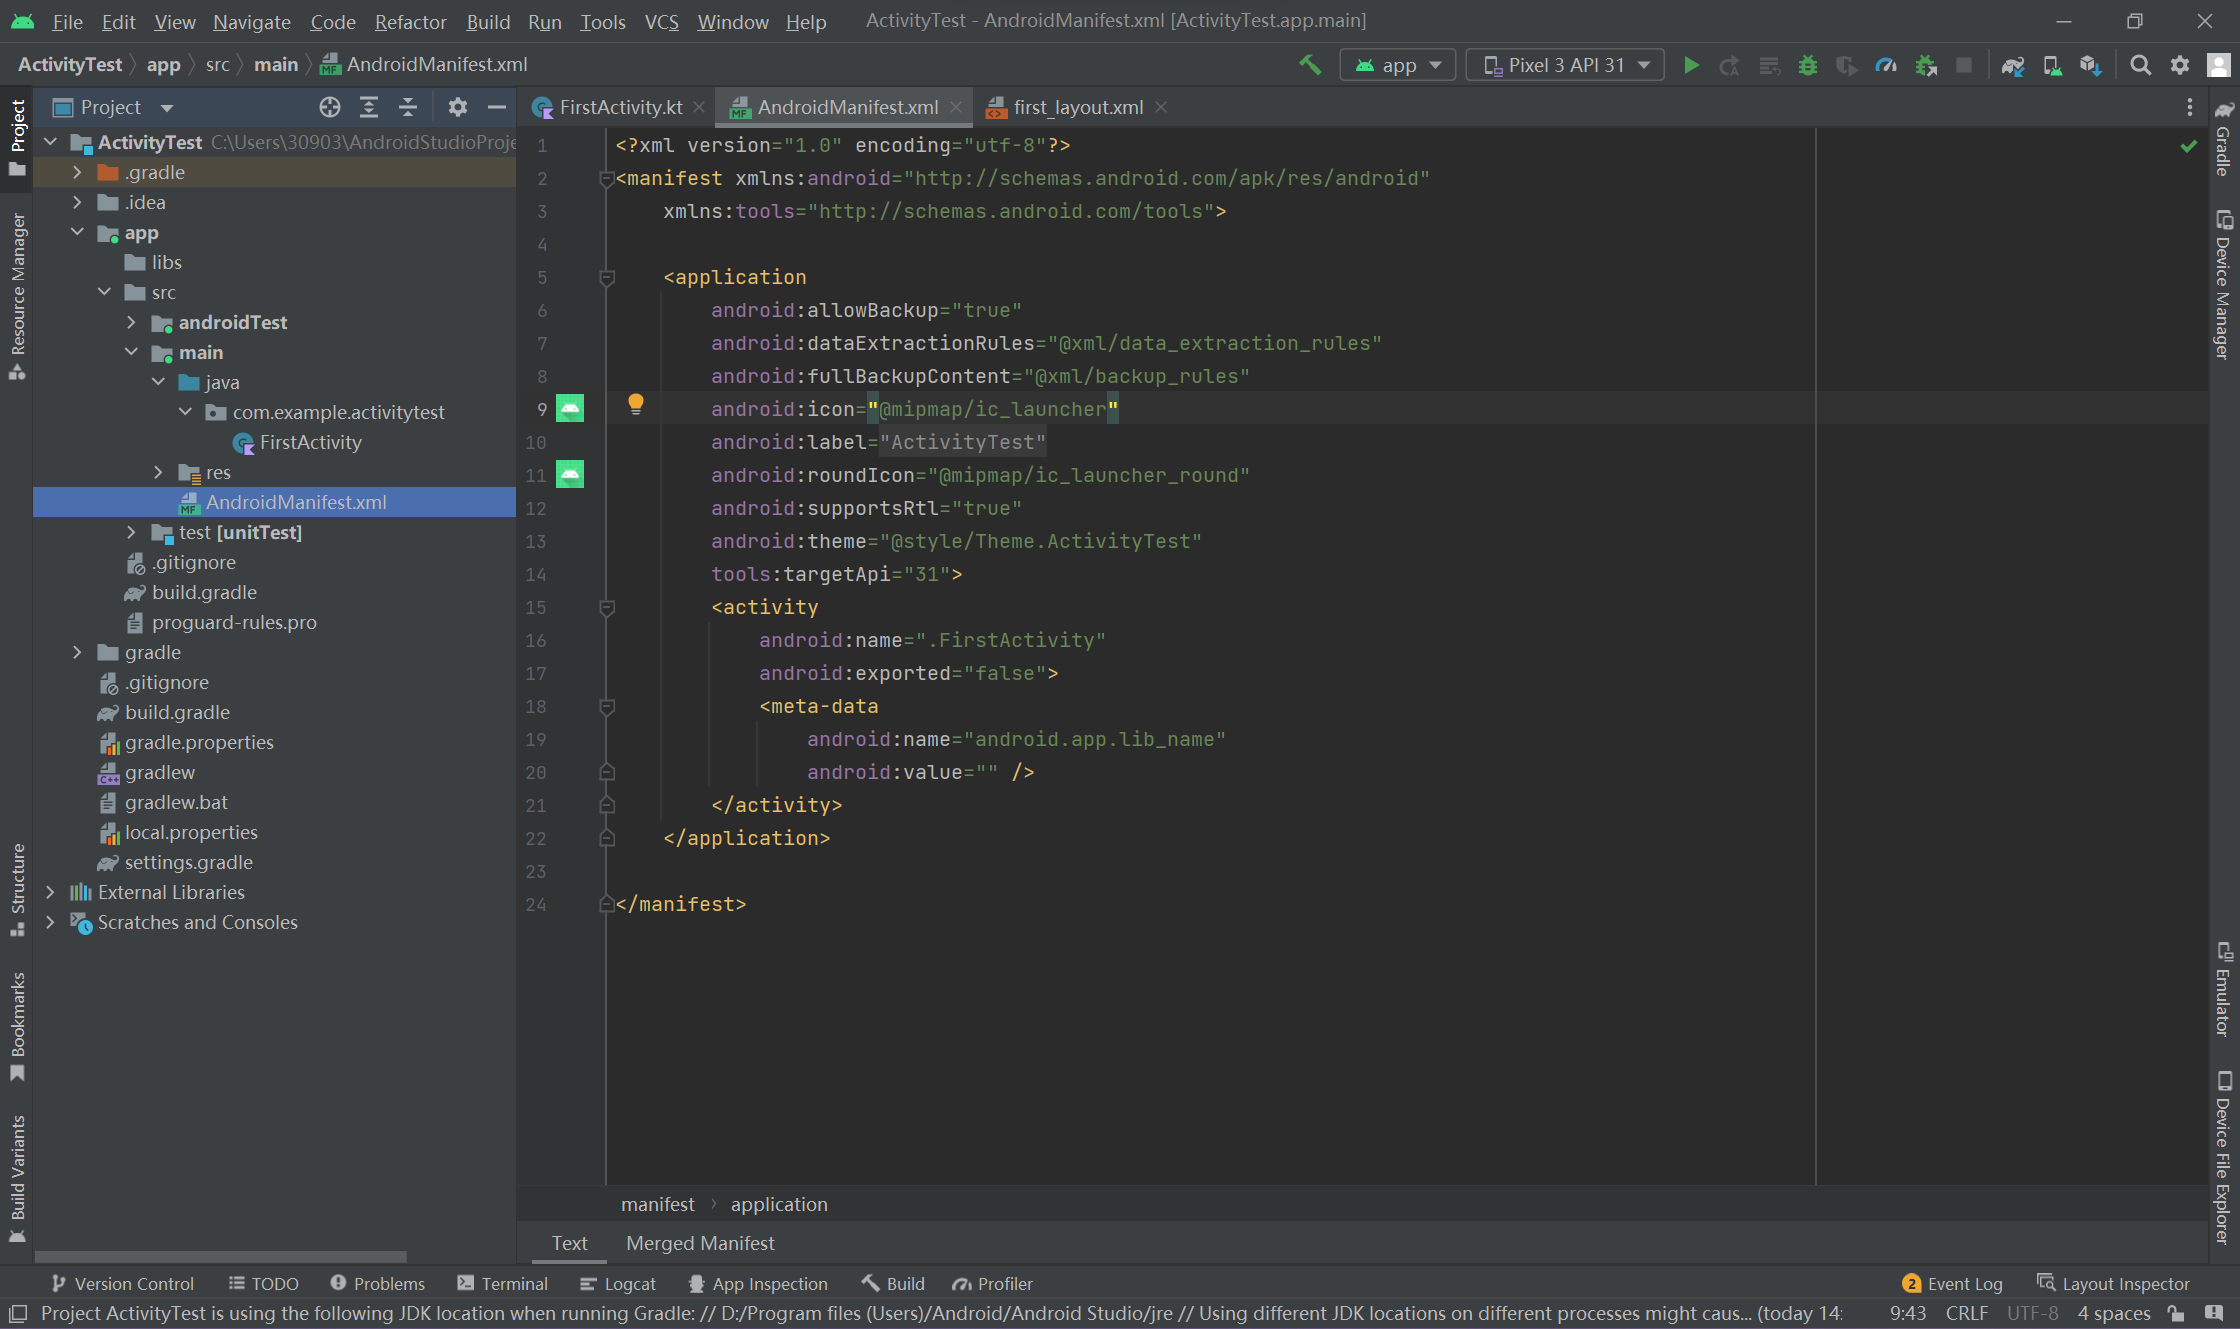 File Edit View Navigate Code Refactor Build Run Tools VCS Window Help ActivityTest - AndroidManifest.xml [ActivityTest.app.main]
ActivityTest app src main AndroidManifest.xml app Pixel 3 API 31
Project
FirstActivity.kt AndroidManifest.xml first_layout.xml
Project
Resource Manager
Structure
Bookmarks
Build Variants
ActivityTest C:\Users\30903\AndroidStudioProje
.gradle
.idea
app
libs
src
androidTest
main
java
com.example.activitytest
FirstActivity
res
AndroidManifest.xml
test [unitTest]
.gitignore
build.gradle
proguard-rules.pro
gradle
.gitignore
build.gradle
gradle.properties
gradlew
gradlew.bat
local.properties
settings.gradle
External Libraries
Scratches and Consoles
1 <?xml version="1.0" encoding="utf-8"?>
2 <manifest xmlns:android="http://schemas.android.com/apk/res/android"
3 xmlns:tools="http://schemas.android.com/tools">
4
5 <application
6 android:allowBackup="true"
7 android:dataExtractionRules="@xml/data_extraction_rules"
8 android:fullBackupContent="@xml/backup_rules"
9 android:icon="@mipmap/ic_launcher"
10 android:label="ActivityTest"
11 android:roundIcon="@mipmap/ic_launcher_round"
12 android:supportsRtl="true"
13 android:theme="@style/Theme.ActivityTest"
14 tools:targetApi="31">
15 <activity
16 android:name=".FirstActivity"
17 android:exported="false">
18 <meta-data
19 android:name="android.app.lib_name"
20 android:value="" />
21 </activity>
22 </application>
23
24 </manifest>
Gradle
Device Manager
Emulator
Device File Explorer
manifest application
Text Merged Manifest
Version Control TODO Problems Terminal Logcat App Inspection Build Profiler 2 Event Log Layout Inspector
Project ActivityTest is using the following JDK location when running Gradle: // D:/Program files (Users)/Android/Android Studio/jre // Using different JDK locations on different processes might caus... (today 14: 9:43 CRLF UTF-8 4 spaces